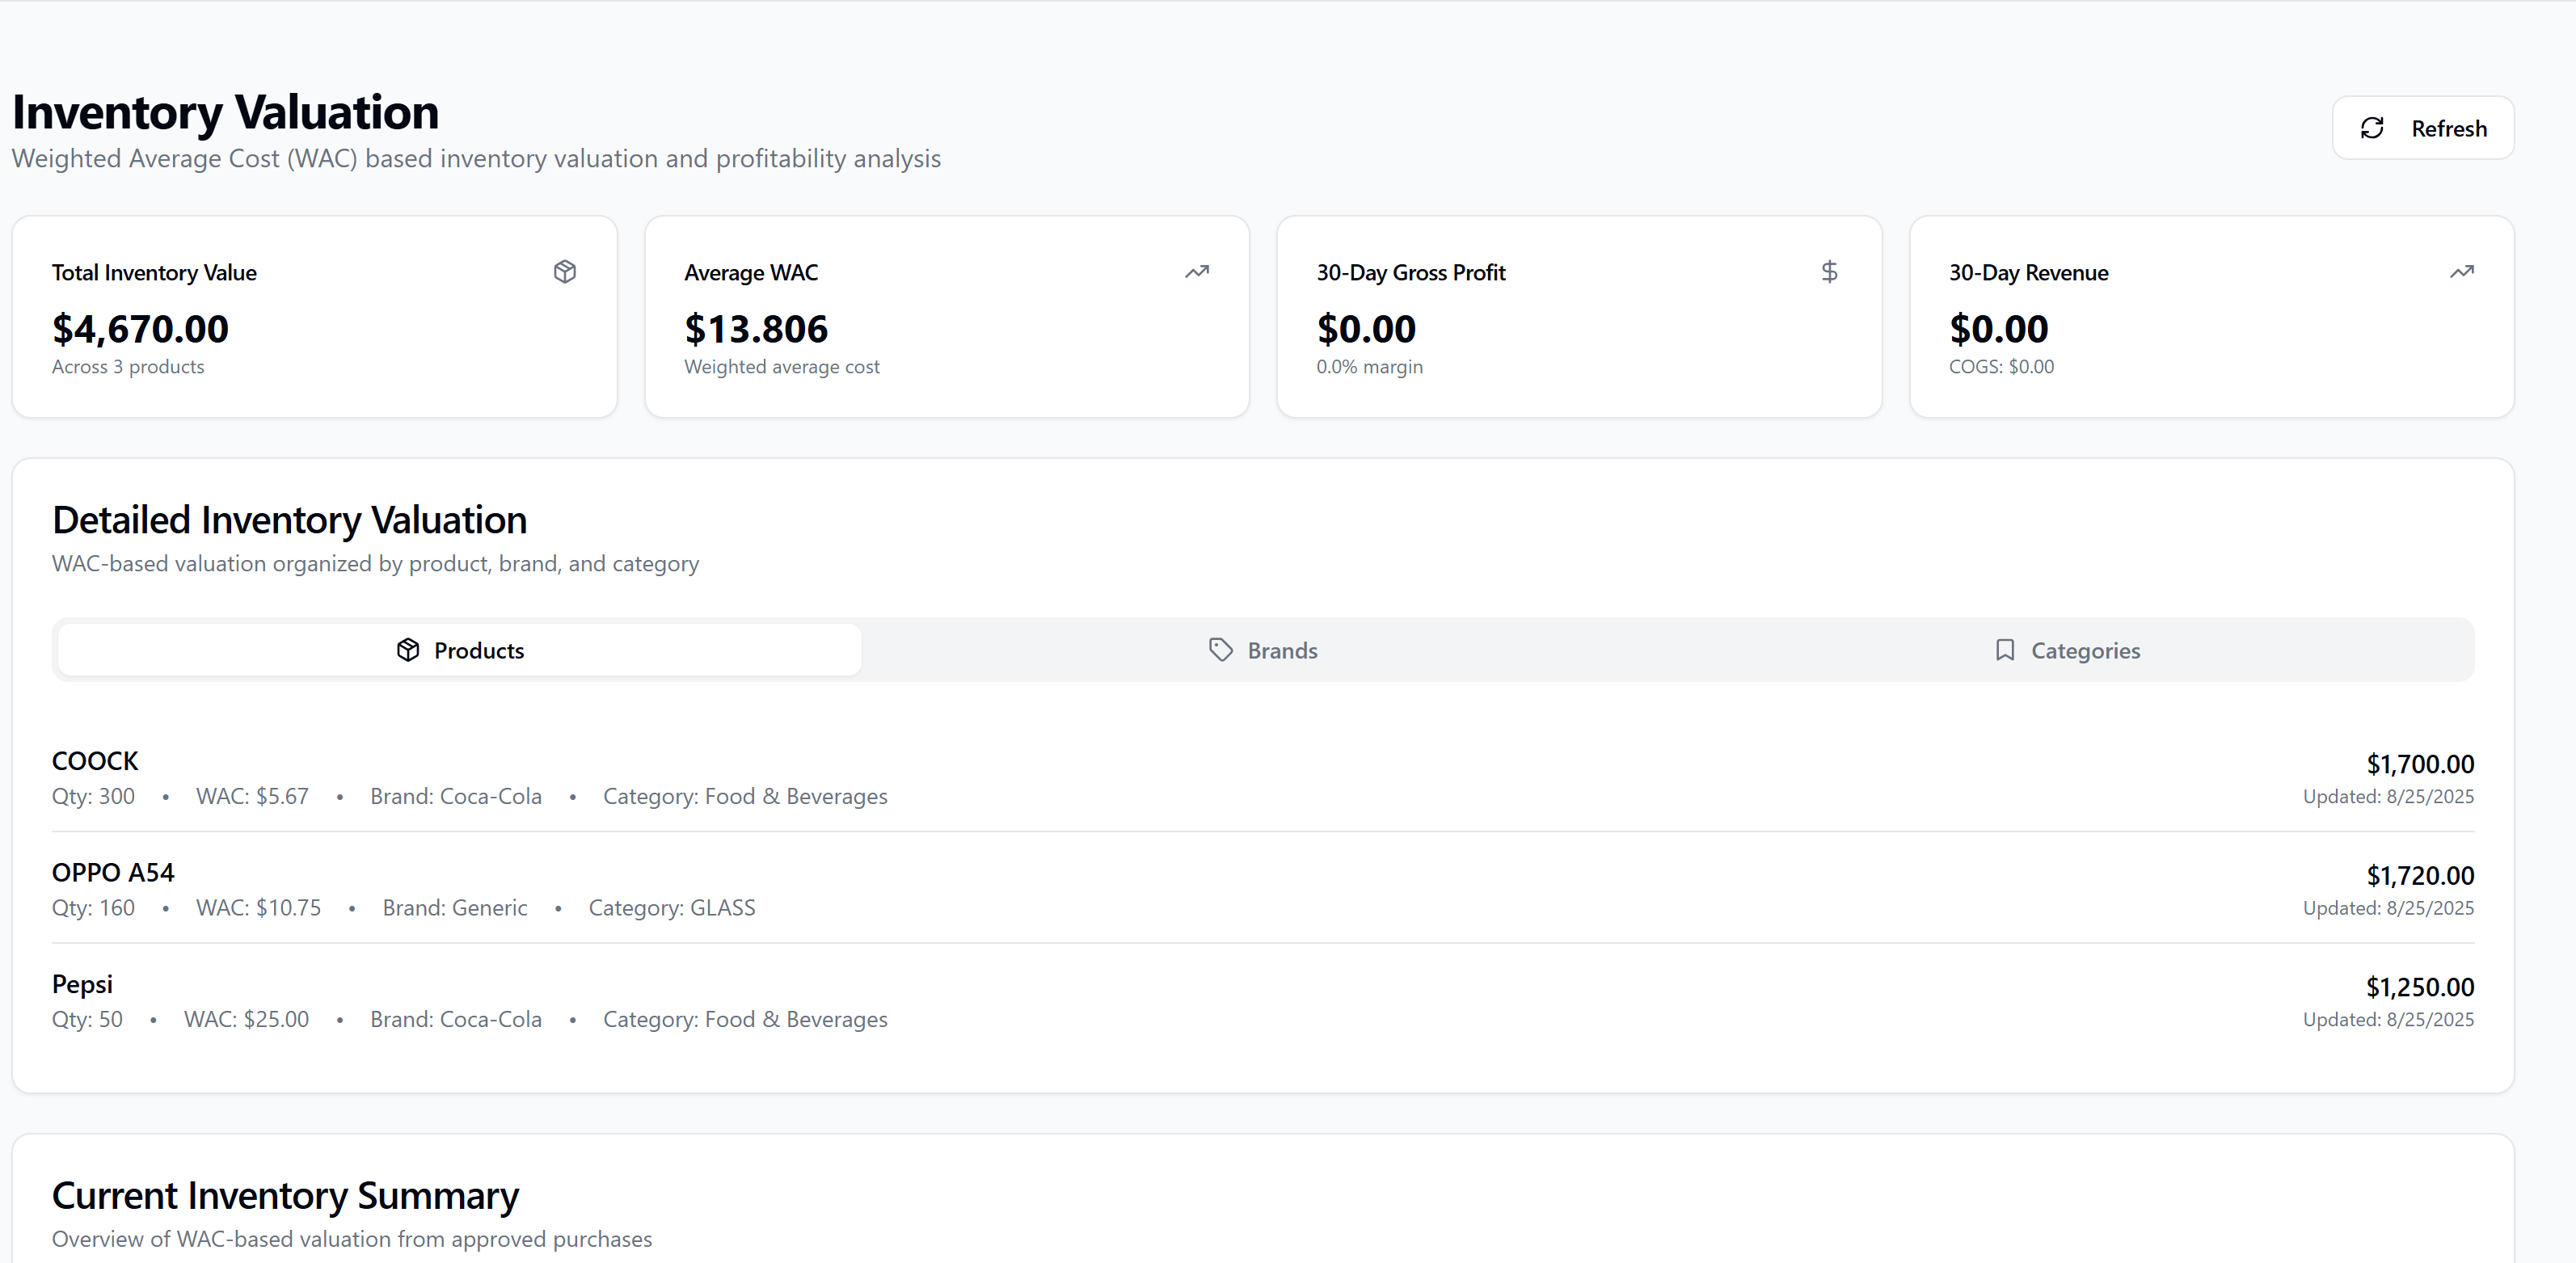 Inventory Valuation
Weighted Average Cost (WAC) based inventory valuation and profitability analysis
Refresh
Total Inventory Value
$4,670.00
Across 3 products
Average WAC
$13.806
Weighted average cost
30-Day Gross Profit
$0.00
0.0% margin
30-Day Revenue
$0.00
COGS: $0.00
Detailed Inventory Valuation
WAC-based valuation organized by product, brand, and category
Products
Brands
Categories
COOCK
$1,700.00
Qty: 300 • WAC: $5.67 • Brand: Coca-Cola • Category: Food & Beverages
Updated: 8/25/2025
OPPO A54
$1,720.00
Qty: 160 • WAC: $10.75 • Brand: Generic • Category: GLASS
Updated: 8/25/2025
Pepsi
$1,250.00
Qty: 50 • WAC: $25.00 • Brand: Coca-Cola • Category: Food & Beverages
Updated: 8/25/2025
Current Inventory Summary
Overview of WAC-based valuation from approved purchases